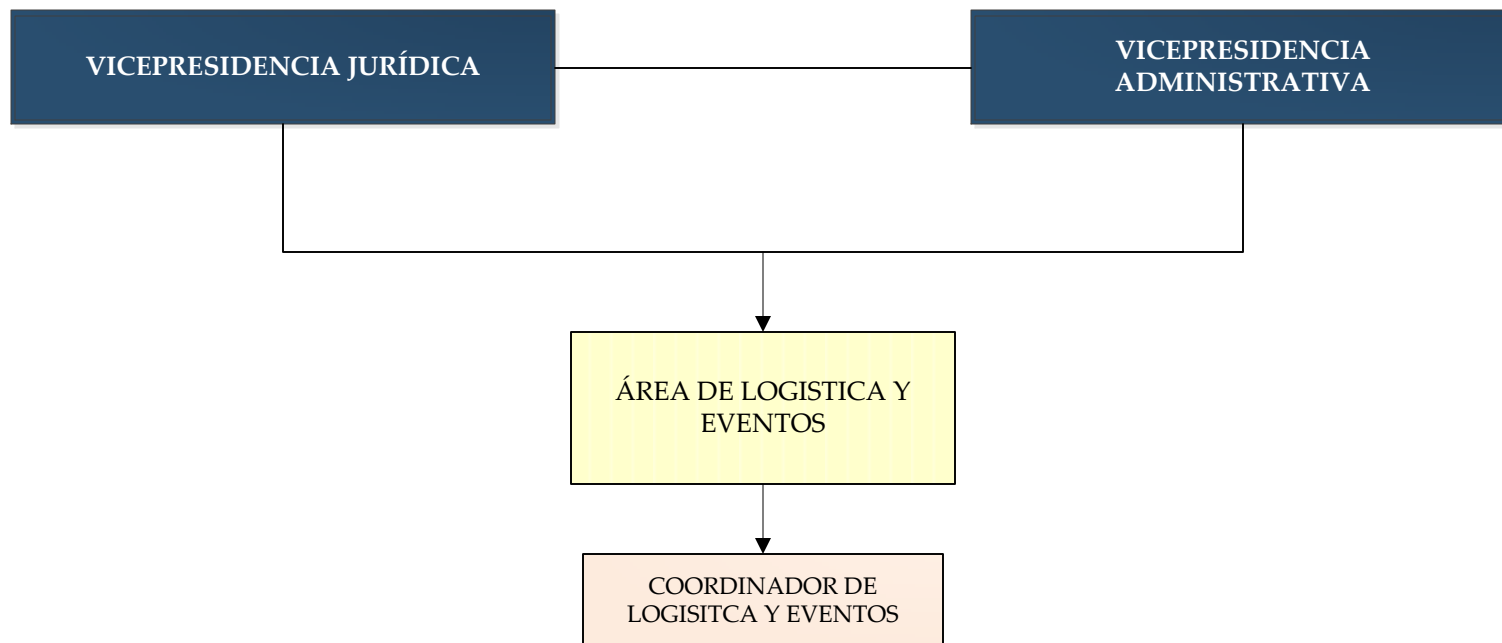 VICEPRESIDENCIA JURÍDICA
VICEPRESIDENCIA
ADMINISTRATIVA
ÁREA DE LOGISTICA Y
EVENTOS
COORDINADOR DE
LOGISITCA Y EVENTOS